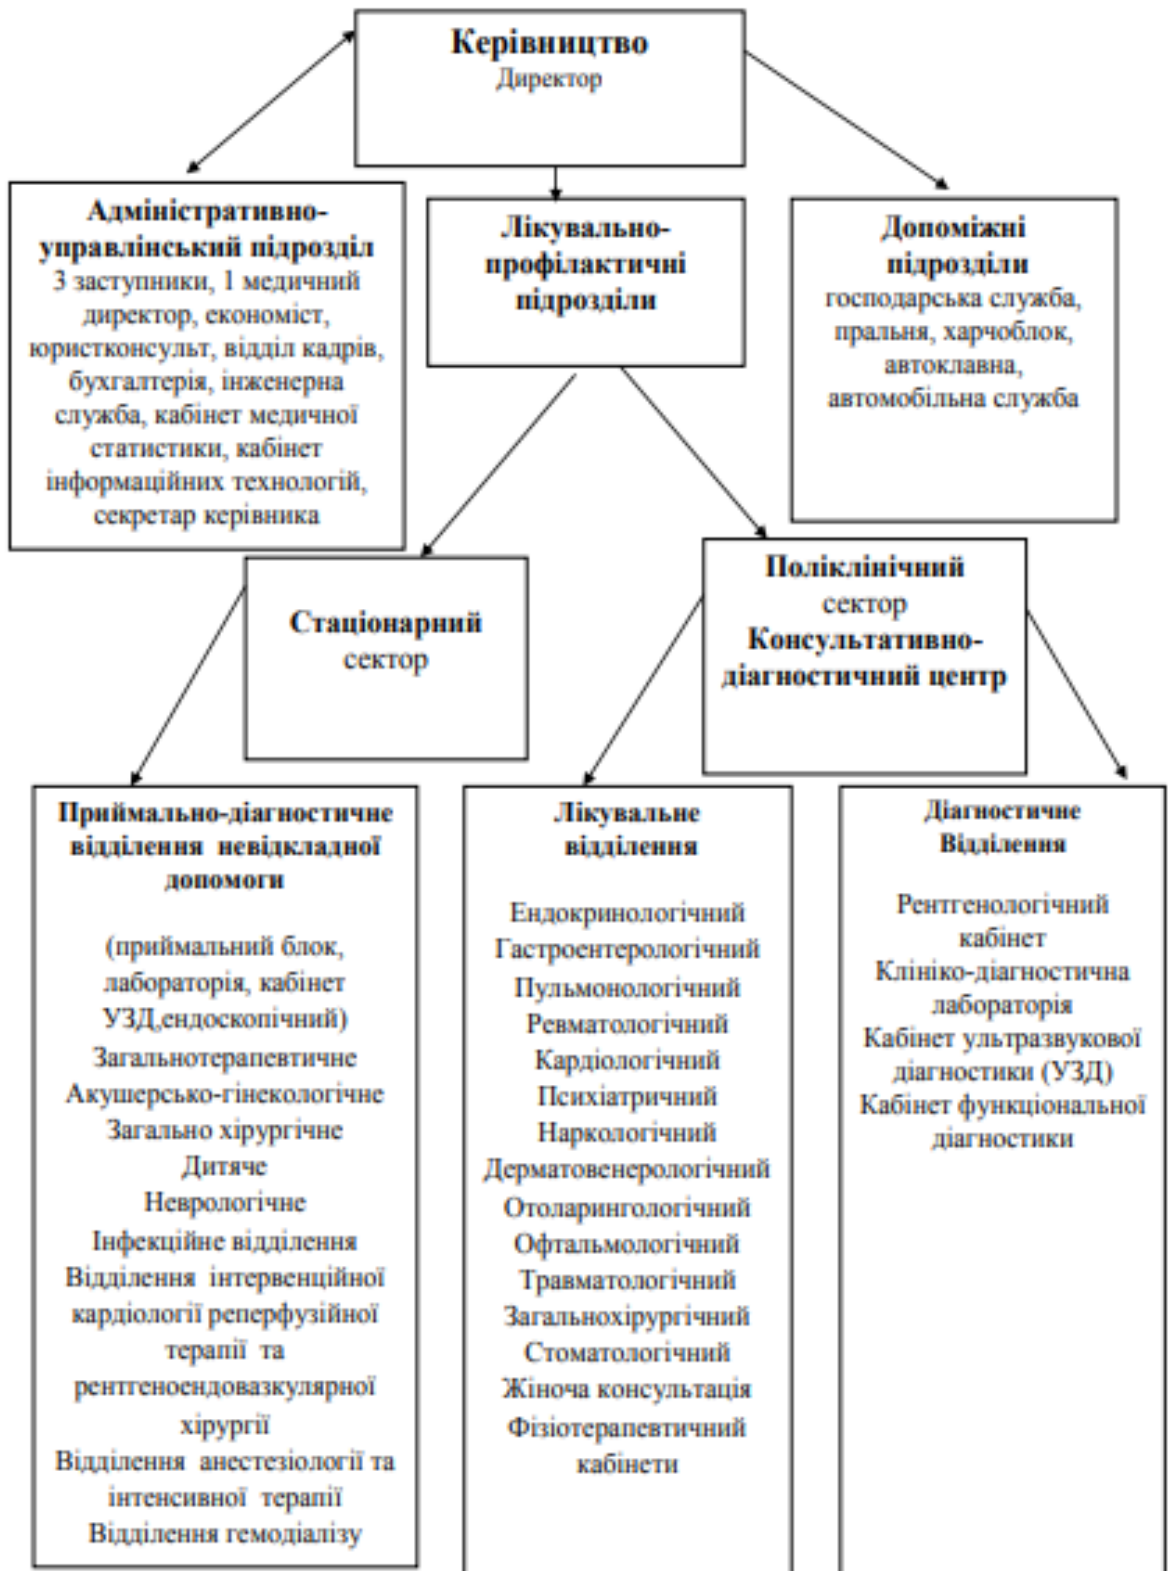 Керівництво
Директор
Адміністративно-
управлінський підрозділ
3 заступники, 1 медичний
директор, економіст,
юристконсульт, відділ кадрів,
бухгалтерія, інженерна
служба, кабінет медичної
статистики, кабінет
інформаційних технологій,
секретар керівника
Лікувально-
профілактичні
підрозділи
Допоміжні
підрозділи
господарська служба,
пральня, харчоблок,
автоклавна,
автомобільна служба
Стаціонарний
сектор
Поліклінічний
сектор
Консультативно-
діагностичний центр
Приймально-діагностичне
відділення невідкладної
допомоги
(приймальний блок,
лабораторія, кабінет
УЗД,ендоскопічний)
Загальнотерапевтичне
Акушерсько-гінекологічне
Загально хірургічне
Дитяче
Неврологічне
Інфекційне відділення
Відділення інтервенційної
кардіології реперфузійної
терапії та
рентгеноендовазкулярної
хірургії
Відділення анестезіології та
інтенсивної терапії
Відділення гемодіалізу
Лікувальне
відділення
Ендокринологічний
Гастроентерологічний
Пульмонологічний
Ревматологічний
Кардіологічний
Психіатричний
Наркологічний
Дерматовенерологічний
Отоларингологічний
Офтальмологічний
Травматологічний
Загальнохірургічний
Стоматологічний
Жіноча консультація
Фізіотерапевтичний
кабінети
Діагностичне
Відділення
Рентгенологічний
кабінет
Клініко-діагностична
лабораторія
Кабінет ультразвукової
діагностики (УЗД)
Кабінет функціональної
діагностики